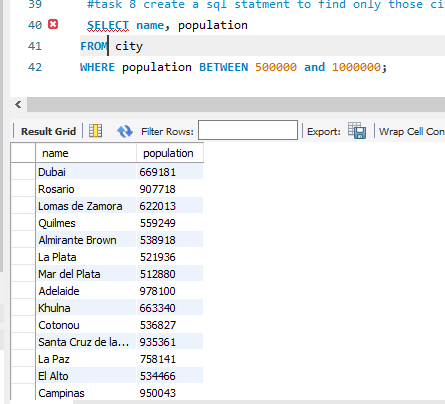 39 #task 8 create a sql statment to find only those ci
40 SELECT name, population
41 FROM city
42 WHERE population BETWEEN 500000 and 1000000;
Result Grid Filter Rows: Export: Wrap Cell Con
name population
Dubai 669181
Rosario 907718
Lomas de Zamora 622013
Quilmes 559249
Almirante Brown 538918
La Plata 521936
Mar del Plata 512880
Adelaide 978100
Khulna 663340
Cotonou 536827
Santa Cruz de la... 935361
La Paz 758141
El Alto 534466
Campinas 950043